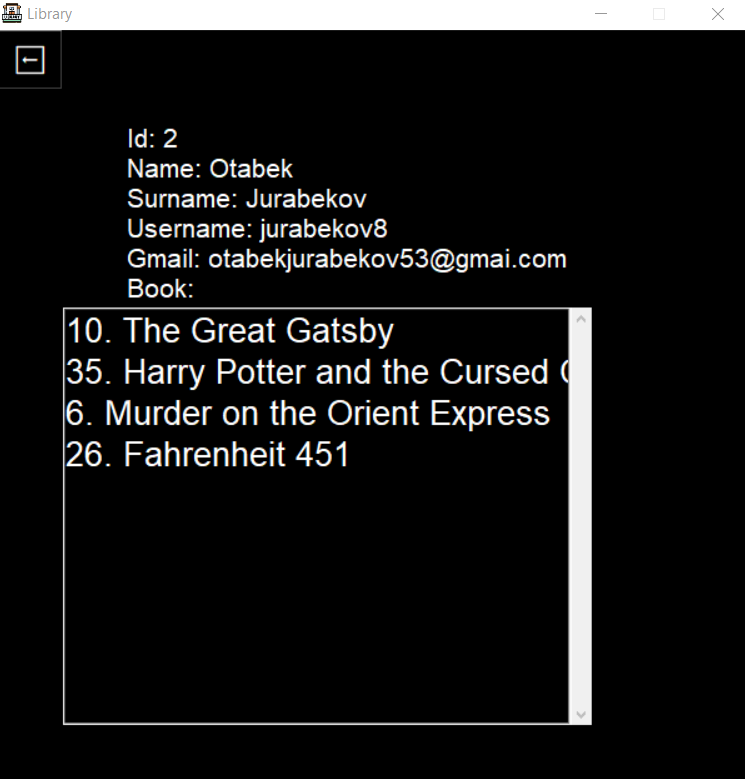 Library
Id: 2
Name: Otabek
Surname: Jurabekov
Username: jurabekov8
Gmail: otabekjurabekov53@gmai.com
Book:
10. The Great Gatsby
35. Harry Potter and the Cursed
6. Murder on the Orient Express
26. Fahrenheit 451